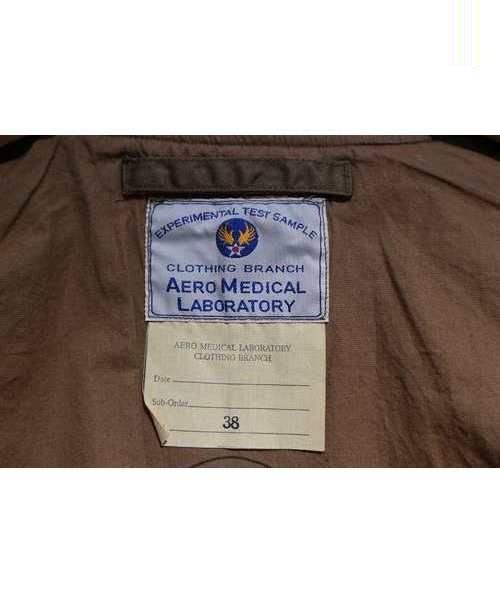 EXPERIMENTAL TEST SAMPLE
CLOTHING BRANCH
AERO MEDICAL
LABORATORY
AERO MEDICAL LABORATORY
CLOTHING BRANCH
Date
Sub-Order
38